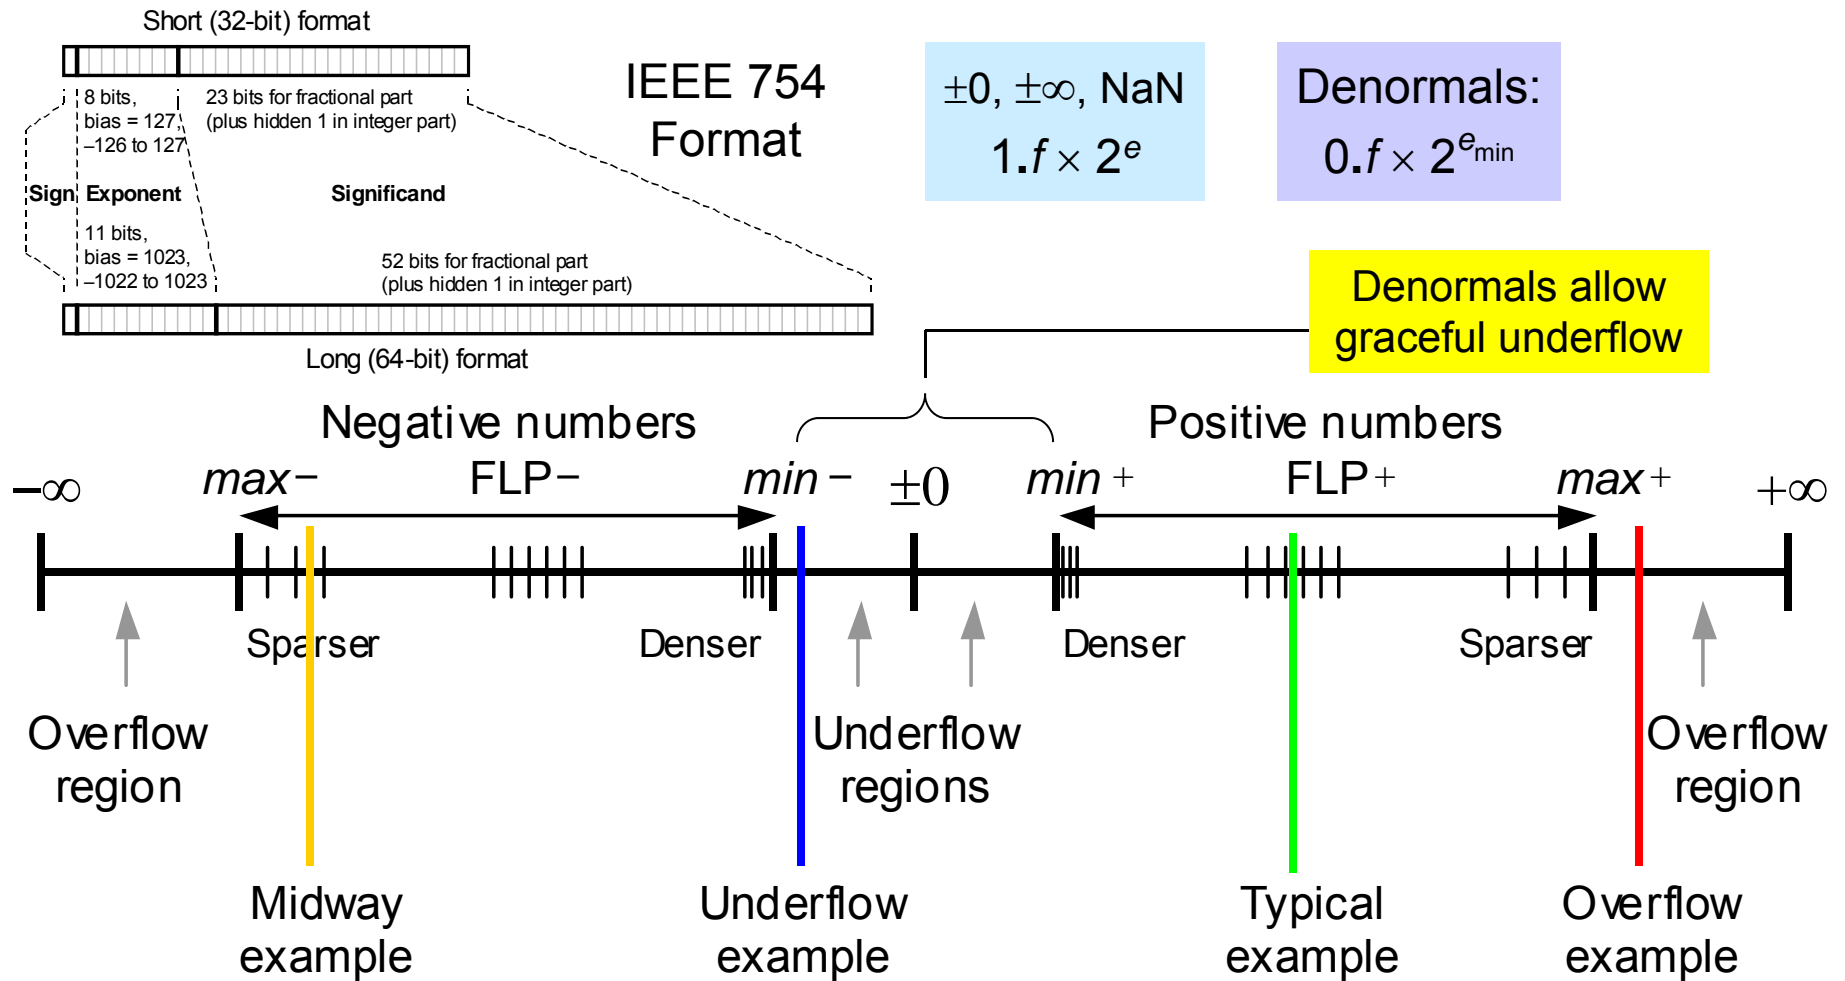 Short (32-bit) format
8 bits,
bias = 127,
–126 to 127
23 bits for fractional part
(plus hidden 1 in integer part)
IEEE 754
Format
±0, ±∞, NaN
1.f × 2^e
Denormals:
0.f × 2^e_min
Sign
Exponent
Significand
11 bits,
bias = 1023,
–1022 to 1023
52 bits for fractional part
(plus hidden 1 in integer part)
Long (64-bit) format
Denormals allow
graceful underflow
Negative numbers
Positive numbers
–∞
max –
FLP –
min –
±0
min +
FLP +
max +
+∞
Sparser
Denser
Denser
Sparser
Overflow
region
Underflow
regions
Overflow
region
Midway
example
Underflow
example
Typical
example
Overflow
example